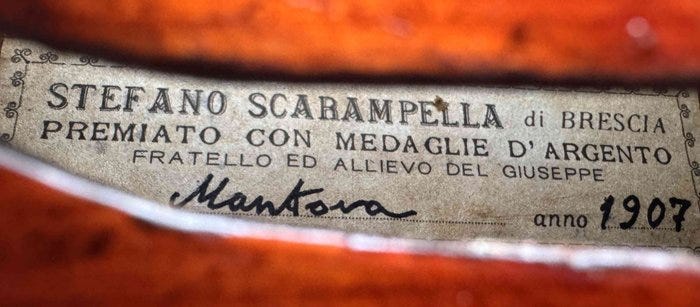 STEFANO SCARAMPELLA di BRESCIA
PREMIATO CON MEDAGLIE D'ARGENTO
FRATELLO ED ALLIEVO DEL GIUSEPPE
Mantova anno 1907